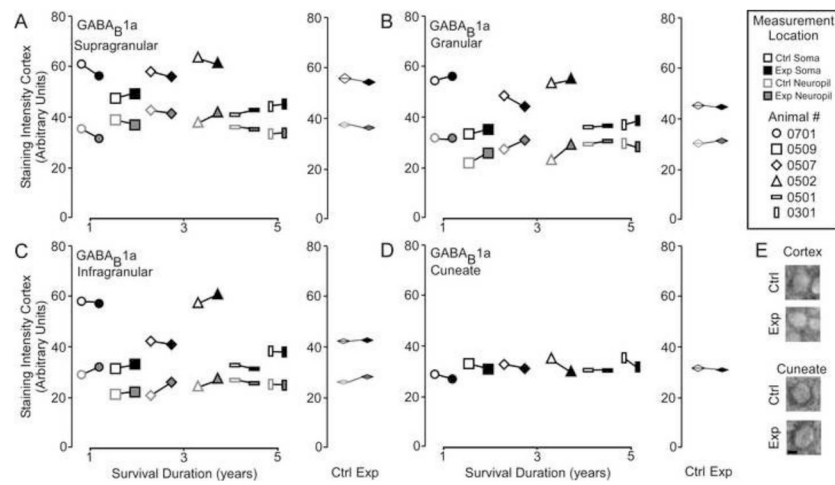 A
GABAB1a
Supragranular
80
60
40
20
0
1
3
5
Staining Intensity Cortex
(Arbitrary Units)
80
60
40
20
0
B
GABAB1a
Granular
80
60
40
20
0
1
3
5
80
60
40
20
0
Measurement
Location
Ctrl Soma
Exp Soma
Ctrl Neuropil
Exp Neuropil
Animal #
0701
0509
0507
0502
0501
0301
C
GABAB1a
Infragranular
80
60
40
20
0
1
3
5
Staining Intensity Cortex
(Arbitrary Units)
Survival Duration (years)
80
60
40
20
0
Ctrl Exp
D
GABAB1a
Cuneate
80
60
40
20
0
1
3
5
Survival Duration (years)
80
60
40
20
0
Ctrl Exp
E
Cortex
Ctrl
Exp
Cuneate
Ctrl
Exp